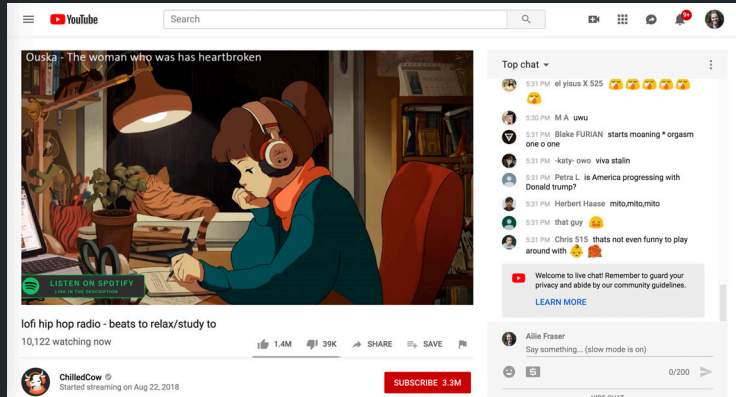 YouTube
Search
9+
Ouska - The woman who was has heartbroken
LISTEN ON SPOTIFY
LINK IN THE DESCRIPTION
lofi hip hop radio - beats to relax/study to
10,122 watching now
1.4M
39K
SHARE
SAVE
ChilledCow
Started streaming on Aug 22, 2018
SUBSCRIBE 3.3M
Top chat
5:31 PM el yisus X 525
5:30 PM M A uwu
5:31 PM Blake FURIAN starts moaning * orgasm
one o one
5:31 PM -katy- owo viva stalin
5:31 PM Petra L is America progressing with
Donald trump?
5:31 PM Herbert Haase mito,mito,mito
5:31 PM that guy
5:31 PM Chris 515 thats not even funny to play
around with
Welcome to live chat! Remember to guard your
privacy and abide by our community guidelines.
LEARN MORE
Ailie Fraser
Say something... (slow mode is on)
0/200
HIDE CHAT